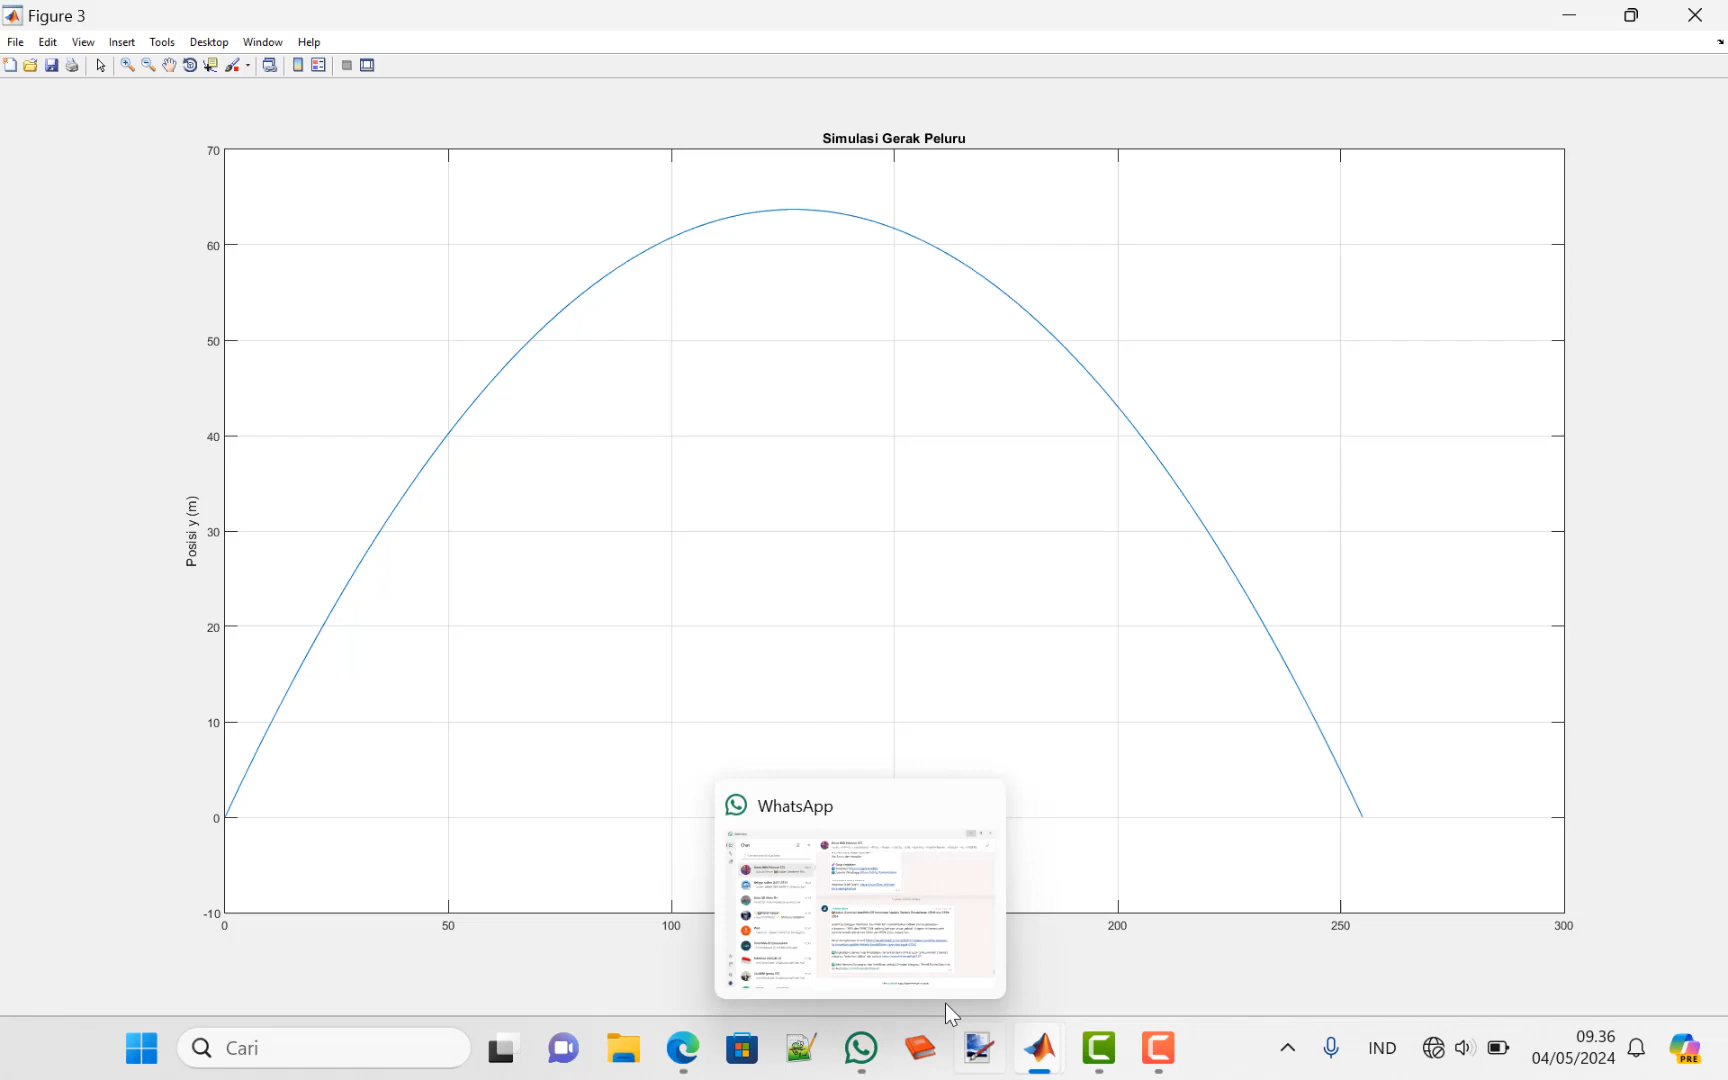 Figure 3
File Edit View Insert Tools Desktop Window Help
Simulasi Gerak Peluru
70
60
50
40
30
20
10
0
-10
Posisi y (m)
0 50 100 200 250 300
WhatsApp
Cari
IND
09.36
04/05/2024
PRE